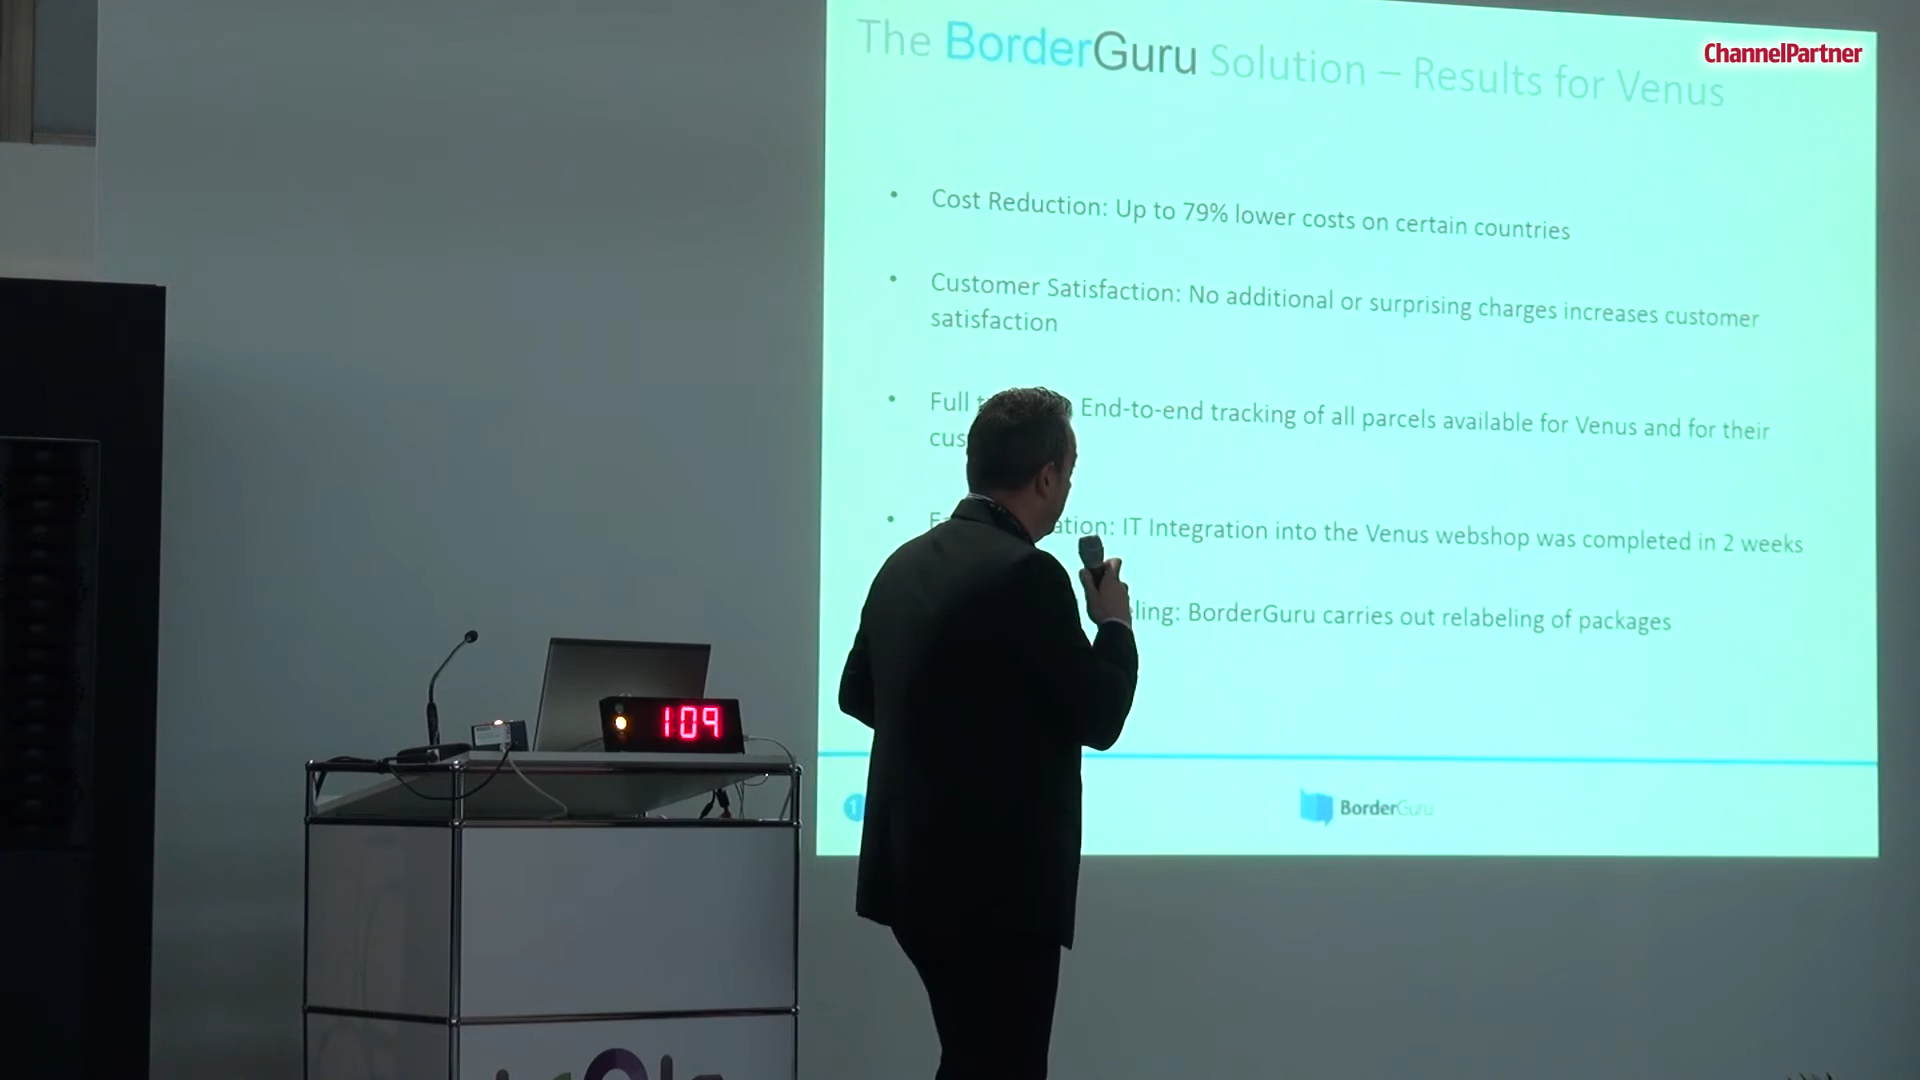 The BorderGuru Solution – Results for Venus
ChannelPartner
• Cost Reduction: Up to 79% lower costs on certain countries
• Customer Satisfaction: No additional or surprising charges increases customer
satisfaction
• Full End-to-end tracking of all parcels available for Venus and for their
• IT Integration into the Venus webshop was completed in 2 weeks
BorderGuru carries out relabeling of packages
109
BorderGuru